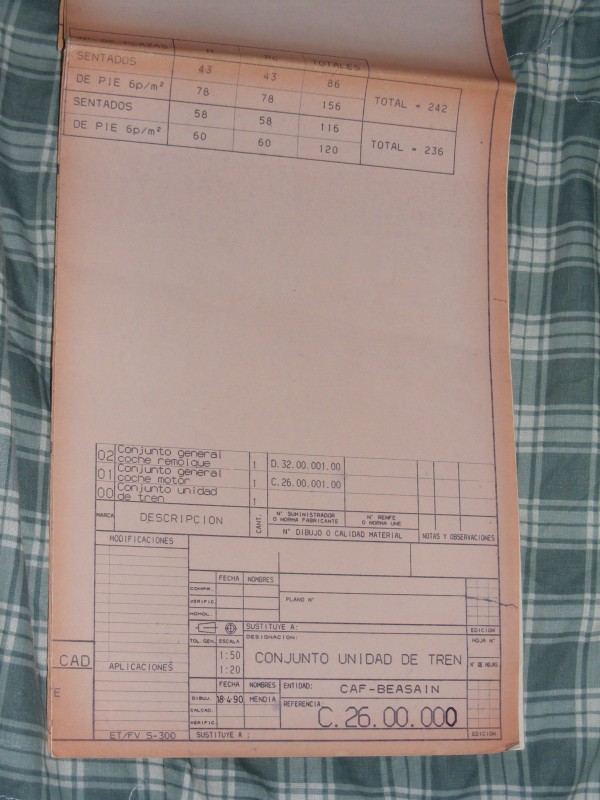 PLAZAS M TOTALES
SENTADOS 43 43 86
DE PIE 6p/m² 78 78 156 TOTAL = 242
SENTADOS 58 58 116
DE PIE 6p/m² 60 60 120 TOTAL = 236
02 Conjunto general coche remolque 1 D.32.00.001.00
01 Conjunto general coche motor 1 C.26.00.001.00
00 Conjunto unidad de tren 1
MARCA DESCRIPCION CANT. Nº SUMINISTRADOR O NORMA FABRICANTE Nº RENFE O NORMA UNE
Nº DIBUJO O CALIDAD MATERIAL NOTAS Y OBSERVACIONES
MODIFICACIONES
FECHA NOMBRES
COMPR.
VERIFIC. PLANO Nº
HOMOL.
SUSTITUYE A: EDICION
TOL. GEN. ESCALA DESIGNACION: HOJA Nº
1:50 CONJUNTO UNIDAD DE TREN
1:20 Nº DE HOJAS
CAD APLICACIONES
FECHA NOMBRES ENTIDAD: CAF-BEASAIN
E DIBUJ. 18-4-90 MENDIA REFERENCIA:
CALCAD. C.26.00.000
VERIFIC.
ET/FV S-300 SUSTITUYE A : EDICION